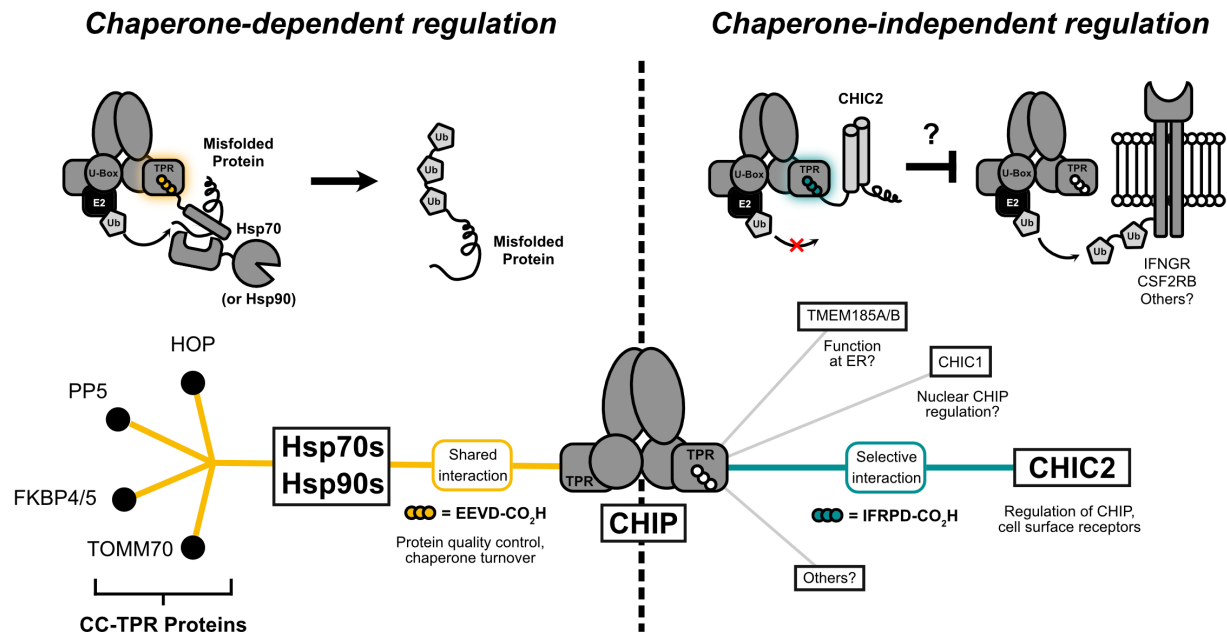 Chaperone-dependent regulation
Misfolded
Protein
TPR
U-Box
E2
Ub
Hsp70
(or Hsp90)
Ub
Ub
Ub
Misfolded
Protein
HOP
PP5
FKBP4/5
TOMM70
CC-TPR Proteins
Hsp70s
Hsp90s
Shared
interaction
= EEVD-CO2H
Protein quality control,
chaperone turnover
TPR
TPR
CHIP
Chaperone-independent regulation
CHIC2
TPR
U-Box
E2
Ub
?
TPR
U-Box
E2
Ub
Ub
Ub
IFNGR
CSF2RB
Others?
TMEM185A/B
Function
at ER?
CHIC1
Nuclear CHIP
regulation?
Selective
interaction
= IFRPD-CO2H
CHIC2
Regulation of CHIP,
cell surface receptors
Others?